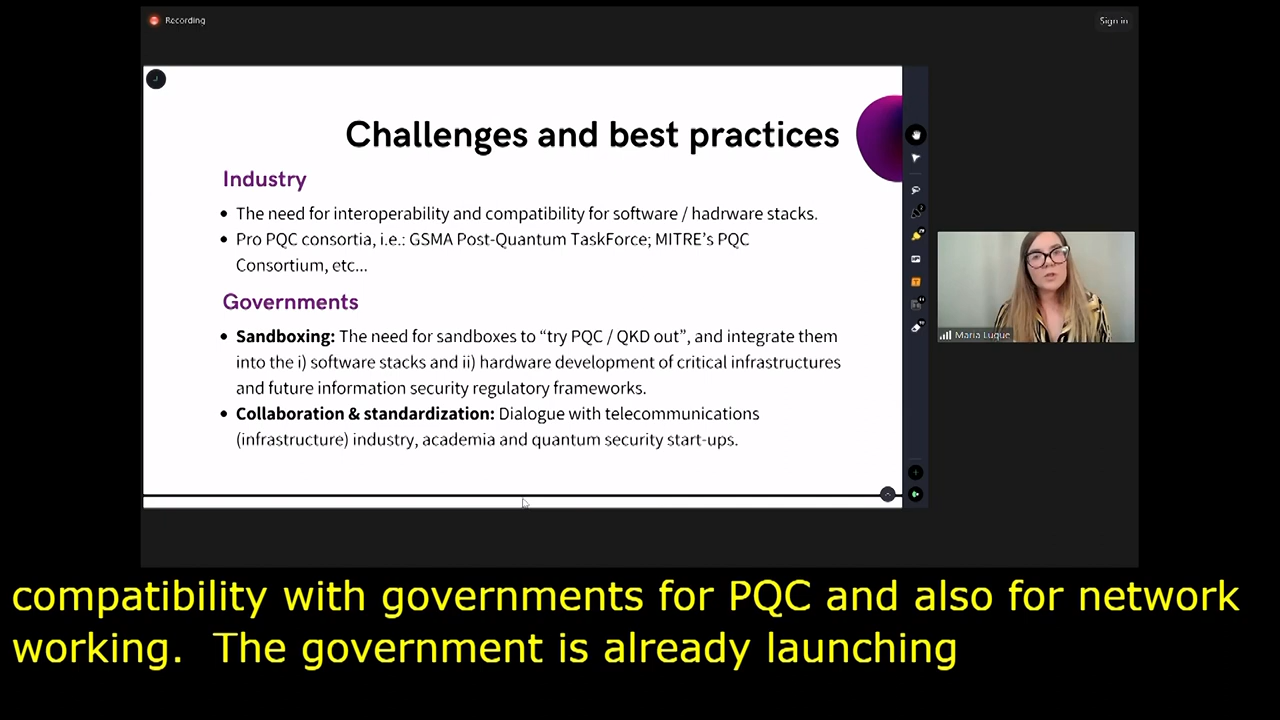 Recording
Sign in
Challenges and best practices
Industry
• The need for interoperability and compatibility for software / hadrware stacks.
• Pro PQC consortia, i.e.: GSMA Post-Quantum TaskForce; MITRE’s PQC
Consortium, etc...
Governments
• Sandboxing: The need for sandboxes to “try PQC / QKD out”, and integrate them
into the i) software stacks and ii) hardware development of critical infrastructures
and future information security regulatory frameworks.
• Collaboration & standardization: Dialogue with telecommunications
(infrastructure) industry, academia and quantum security start-ups.
Maria Luque
compatibility with governments for PQC and also for network
working.  The government is already launching